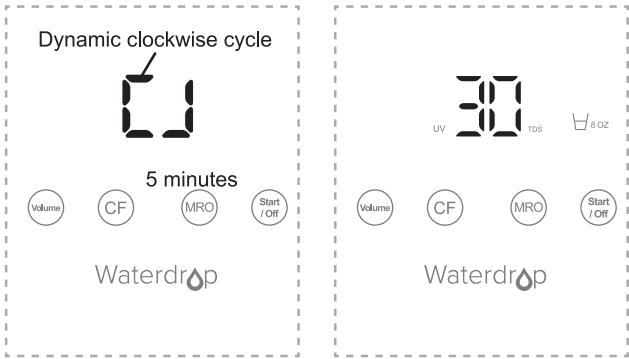 Dynamic clockwise cycle
5 minutes
Volume CF MRO Start / Off
Waterdrop
UV 30 TDS 8 OZ
Volume CF MRO Start / Off
Waterdrop